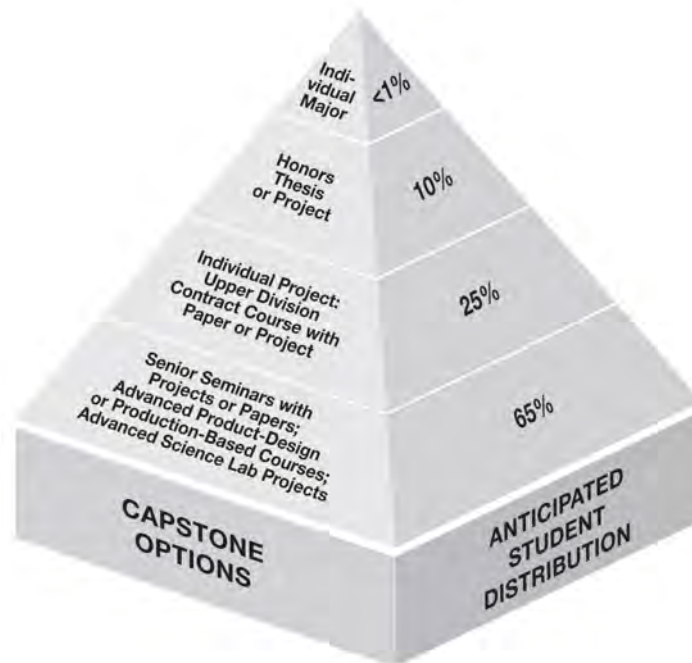 Indi-
vidual
Major
<1%
Honors
Thesis
or Project
10%
Individual Project:
Upper Division
Contract Course with
Paper or Project
25%
Senior Seminars with
Projects or Papers;
Advanced Product-Design
or Production-Based Courses;
Advanced Science Lab Projects
65%
CAPSTONE
OPTIONS
ANTICIPATED
STUDENT
DISTRIBUTION